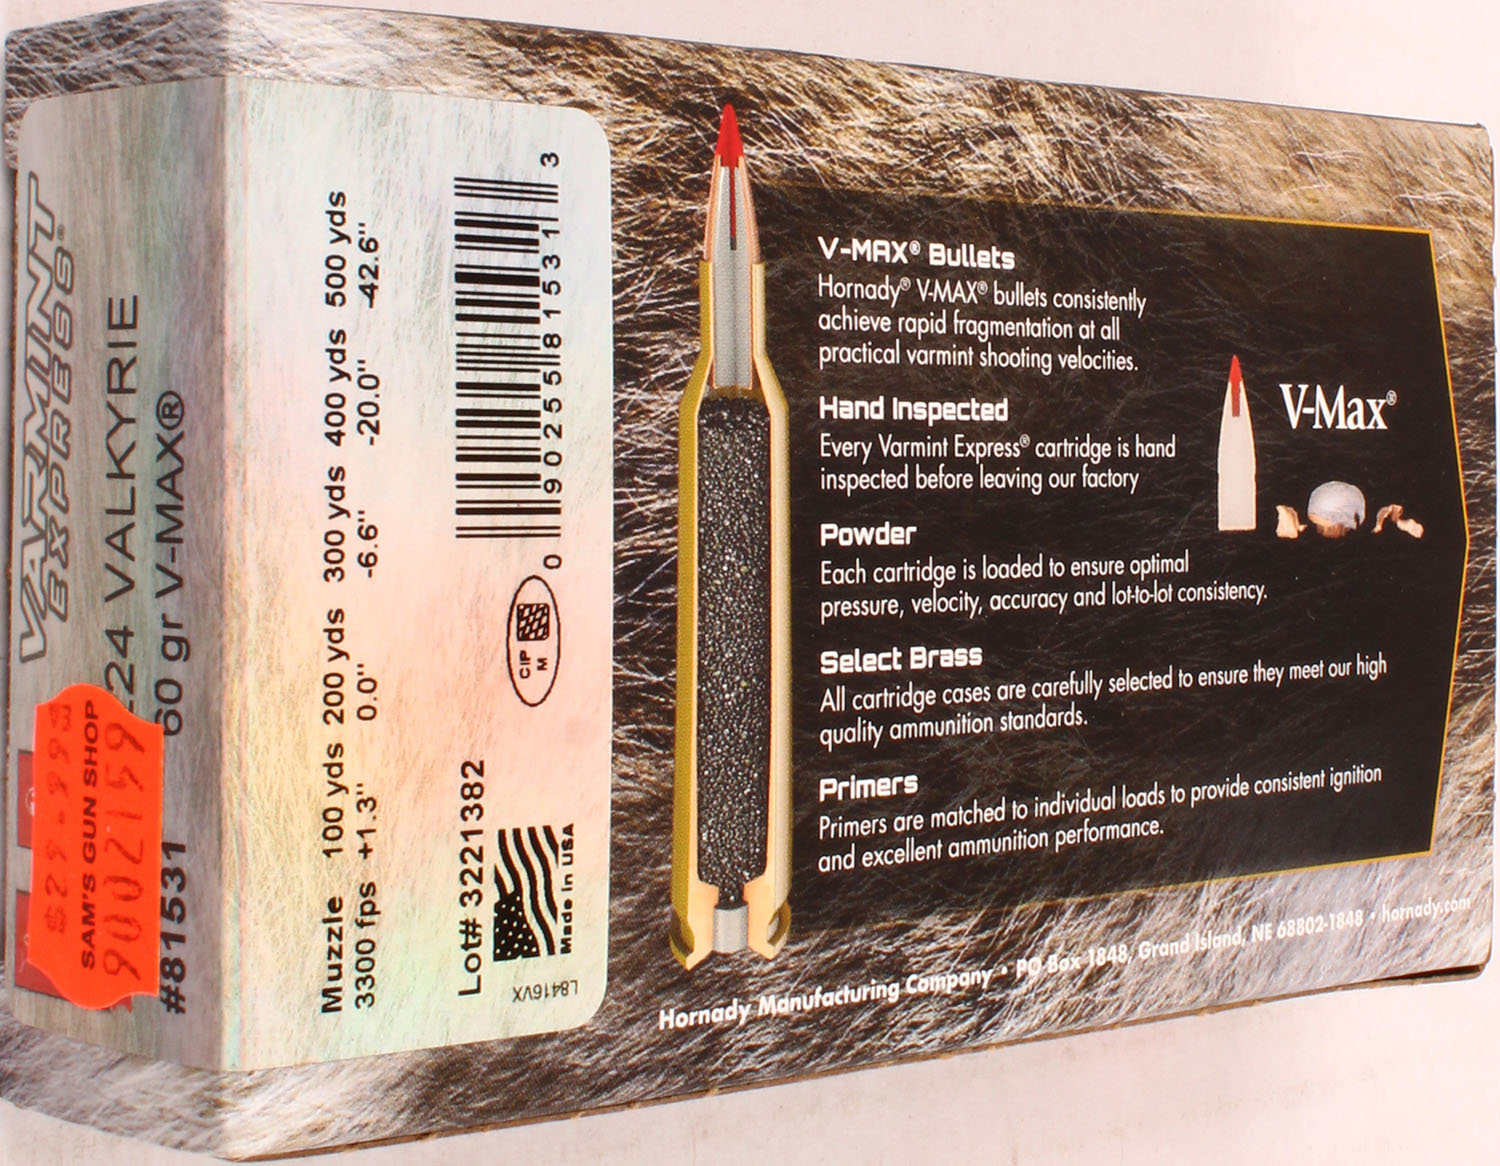 VARMINT
EXPRESS®
224 VALKYRIE
60 gr V-MAX®
#81531
SAM'S GUN SHOP
9002159
Muzzle 100 yds 200 yds 300 yds 400 yds 500 yds
3300 fps +1.3" 0.0" -6.6" -20.0" -42.6"
Lot# 3221382
0 90255 81531 3
CIP
M
Made In USA
L8416VX
V-MAX® Bullets
Hornady® V-MAX® bullets consistently
achieve rapid fragmentation at all
practical varmint shooting velocities.
Hand Inspected
Every Varmint Express® cartridge is hand
inspected before leaving our factory
Powder
Each cartridge is loaded to ensure optimal
pressure, velocity, accuracy and lot-to-lot consistency.
Select Brass
All cartridge cases are carefully selected to ensure they meet our high
quality ammunition standards.
Primers
Primers are matched to individual loads to provide consistent ignition
and excellent ammunition performance.
V-Max®
Hornady Manufacturing Company • PO Box 1848, Grand Island, NE 68802-1848 • hornady.com